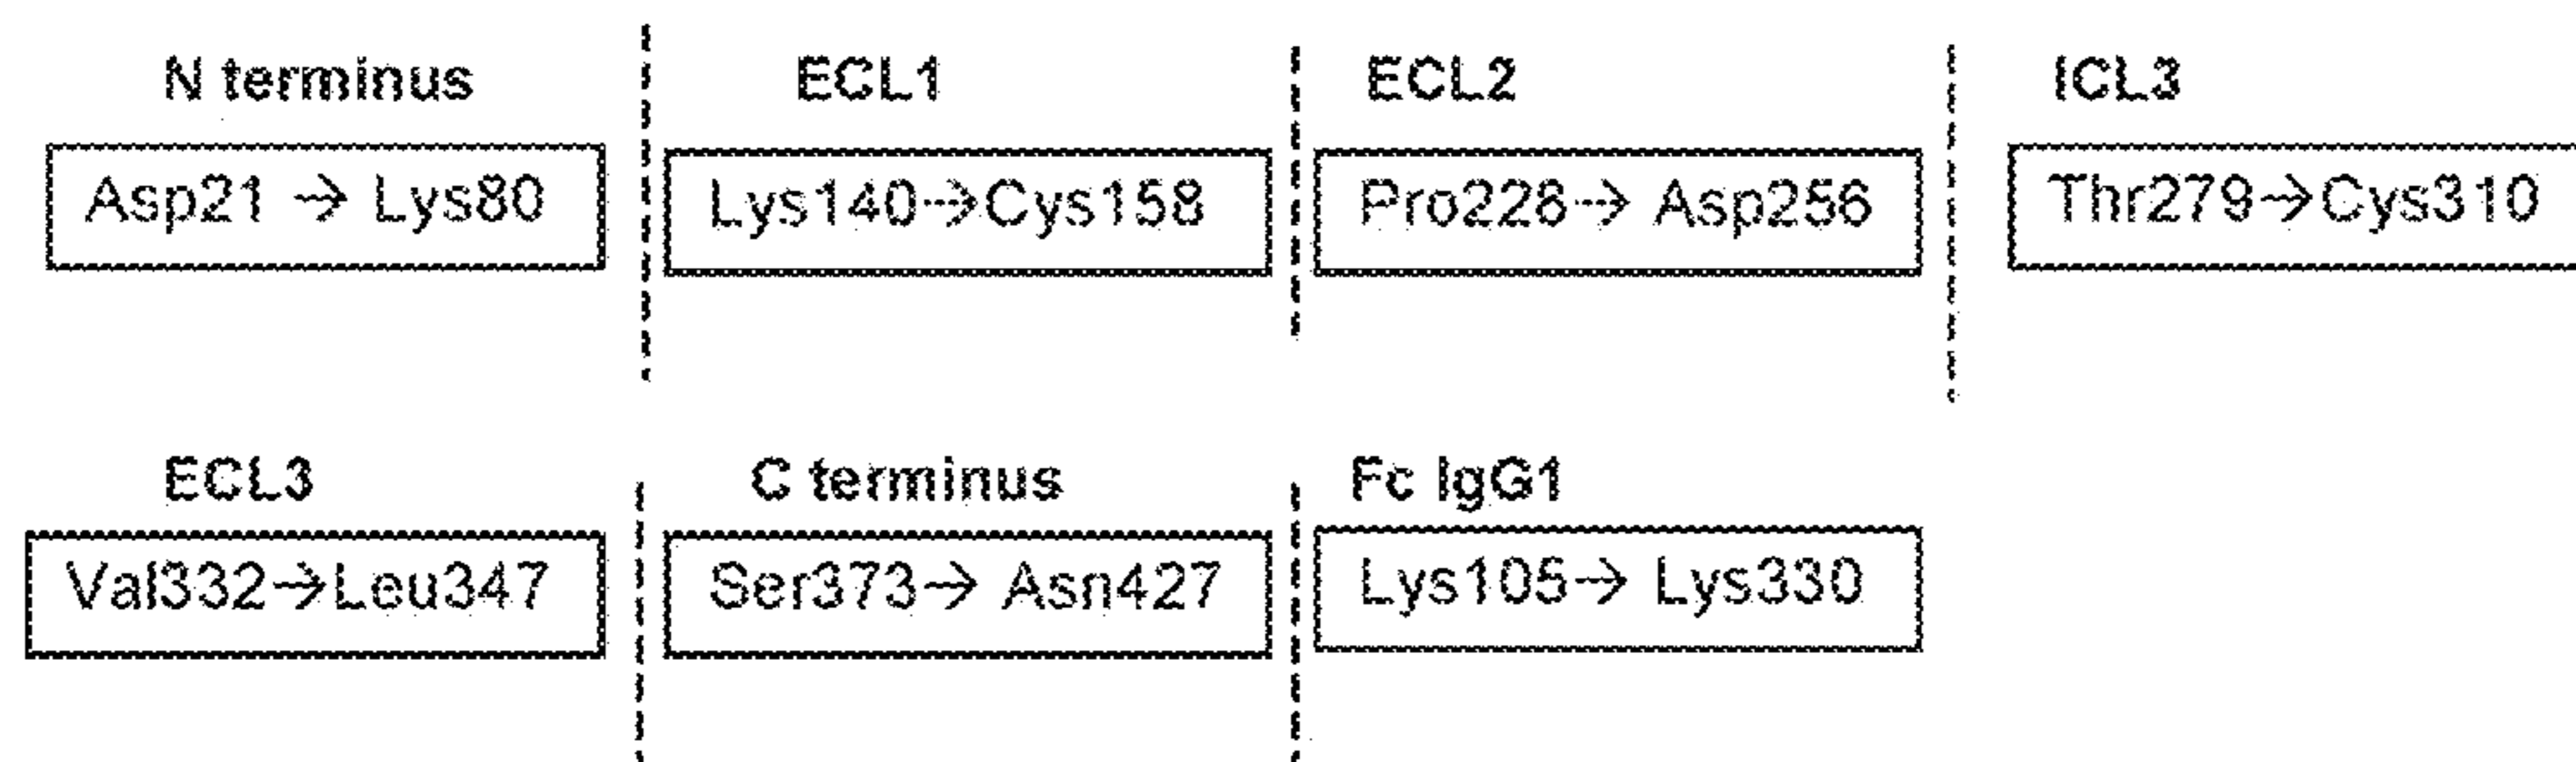 N terminus ECL1 ECL2 ICL3
Asp21 → Lys80 Lys140→Cys158 Pro228→ Asp256 Thr279→Cys310
ECL3 C terminus Fc IgG1
Val332→Leu347 Ser373→ Asn427 Lys105→ Lys330